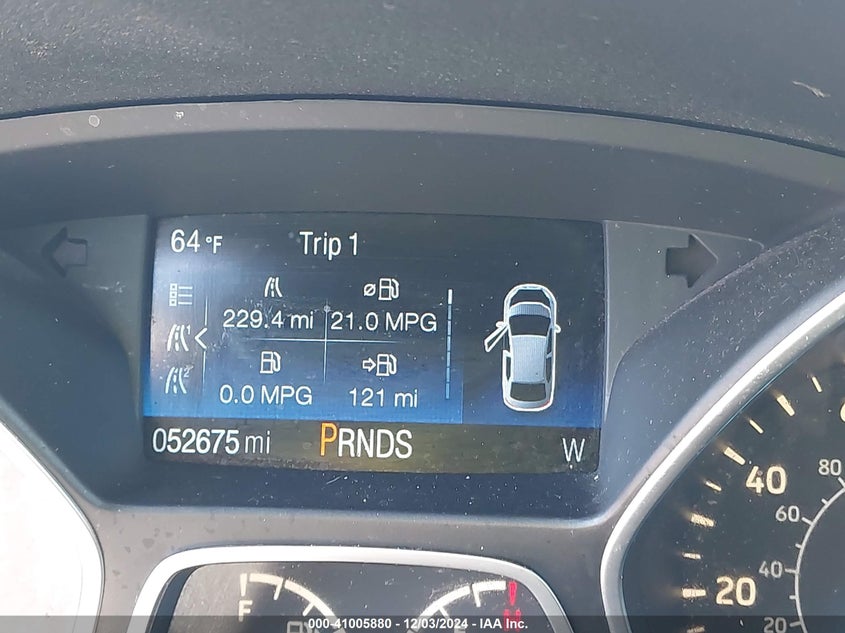 64 °F Trip 1
229.4 mi 21.0 MPG
0.0 MPG 121 mi
052675 mi PRNDS W
40 80
60
20 40
20
F
000-41005880 - 12/03/2024 - IAA Inc.